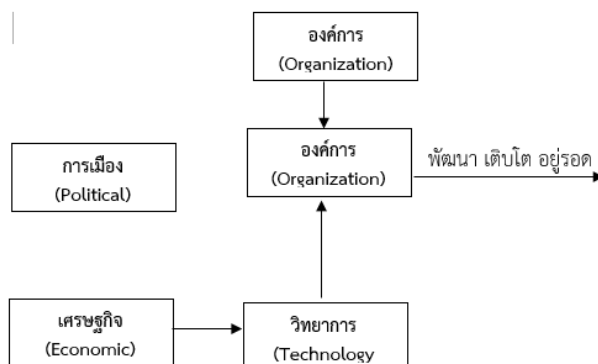 องค์การ
(Organization)
องค์การ
(Organization)
พัฒนา เติบโต อยู่รอด
การเมือง
(Political)
เศรษฐกิจ
(Economic)
วิทยาการ
(Technology